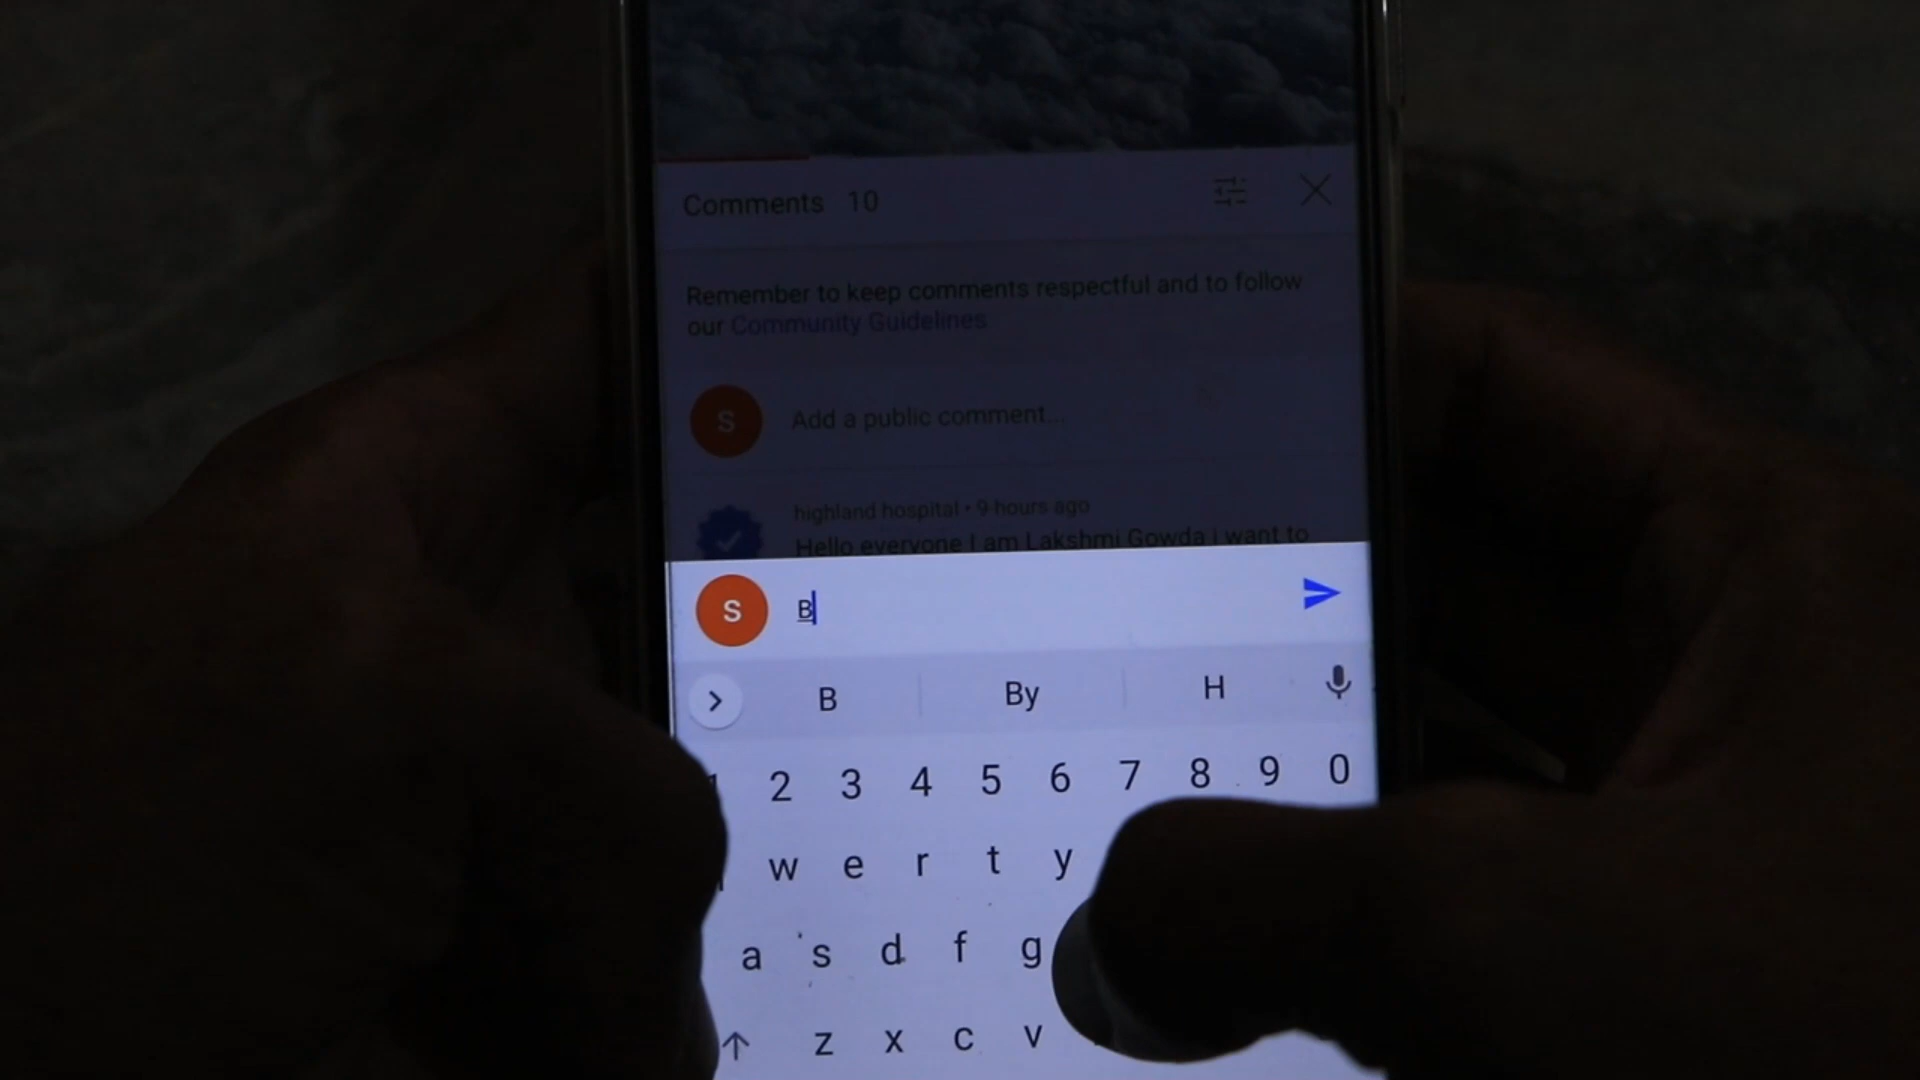 Comments 10
Remember to keep comments respectful and to follow
our Community Guidelines
S Add a public comment...
highland hospital • 9 hours ago
Hello everyone I am Lakshmi Gowda i want to
S B
B By H
1 2 3 4 5 6 7 8 9 0
w e r t y
a s d f g
z x c v